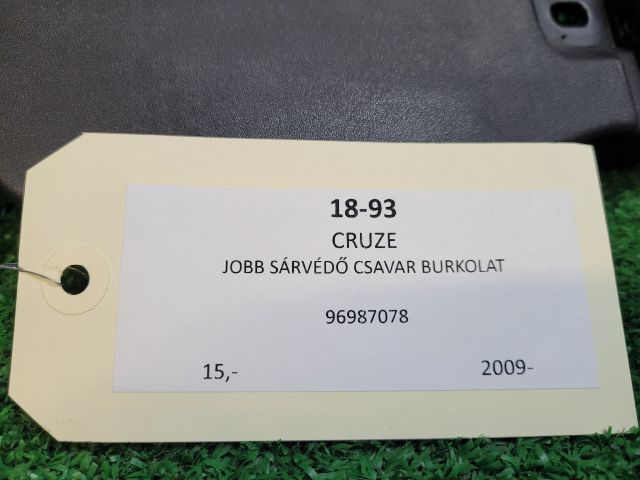 18-93
CRUZE
JOBB SÁRVÉDŐ CSAVAR BURKOLAT
96987078
15,- 2009-